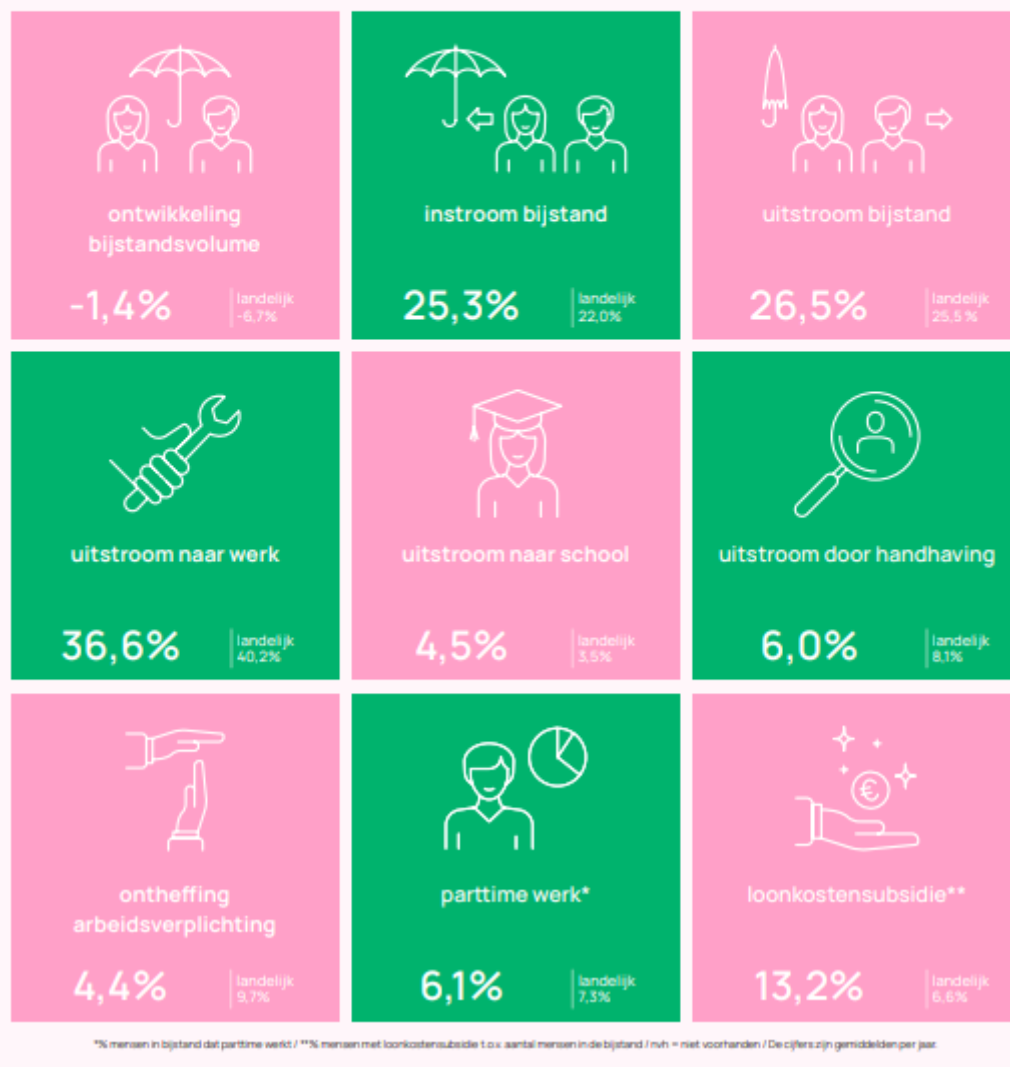 ontwikkeling
bijstandsvolume
-1,4%
landelijk
-6,7%
instroom bijstand
25,3%
landelijk
22,0%
uitstroom bijstand
26,5%
landelijk
25,5 %
uitstroom naar werk
36,6%
landelijk
40,2%
uitstroom naar school
4,5%
landelijk
3,5%
uitstroom door handhaving
6,0%
landelijk
8,1%
ontheffing
arbeidsverplichting
4,4%
landelijk
9,7%
parttime werk*
6,1%
landelijk
7,3%
€
loonkostensubsidie**
13,2%
landelijk
6,6%
*% mensen in bijstand dat parttime werkt / **% mensen met loonkostensubsidie t.o.v. aantal mensen in de bijstand / nvh = niet voorhanden / De cijfers zijn gemiddelden per jaar.